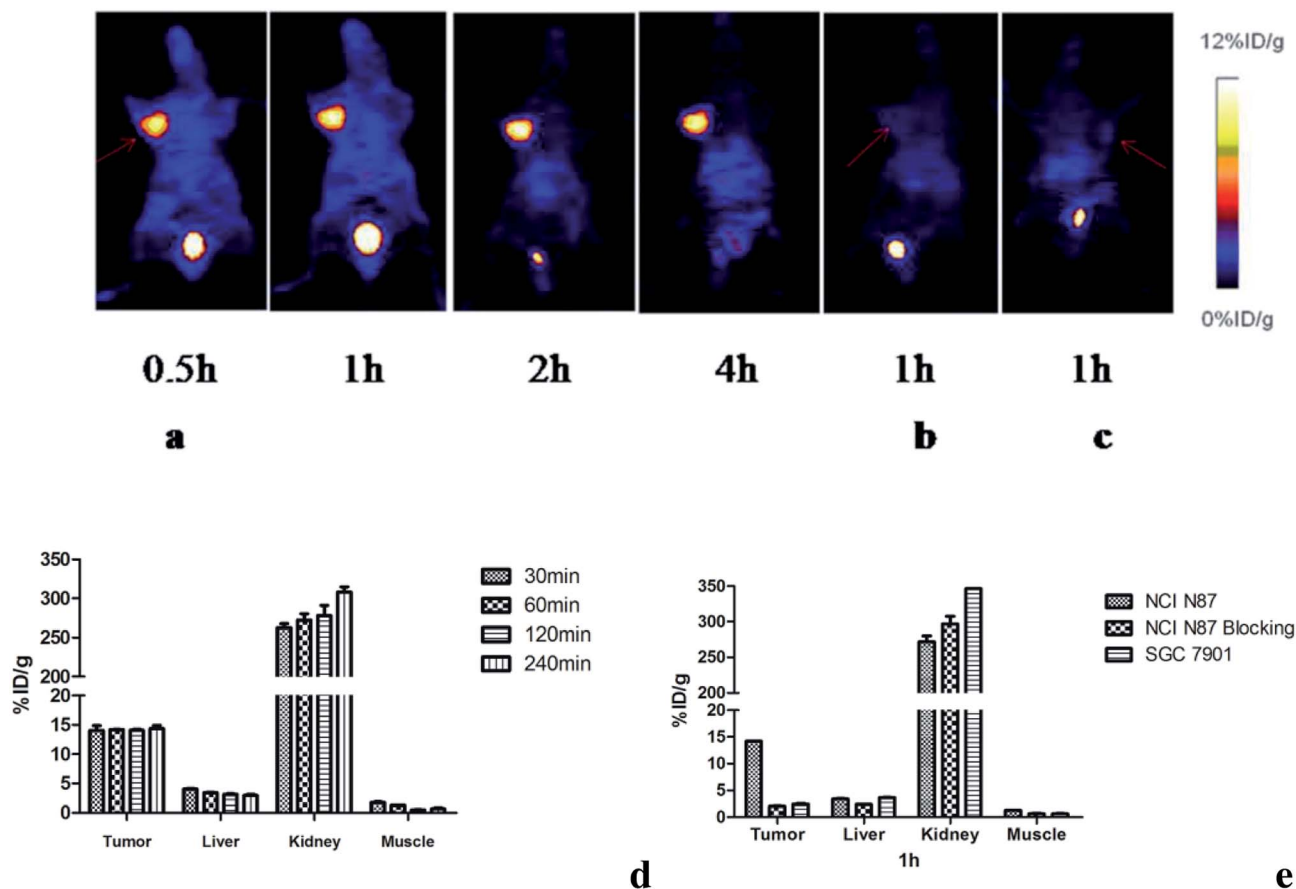 12%ID/g
0%ID/g
0.5h 1h 2h 4h 1h 1h
a b c
350
300
250
200
20
15
10
5
0
%ID/g
Tumor Liver Kidney Muscle
30min
60min
120min
240min
d
350
300
250
200
20
15
10
5
0
%ID/g
Tumor Liver Kidney Muscle
1h
NCI N87
NCI N87 Blocking
SGC 7901
e